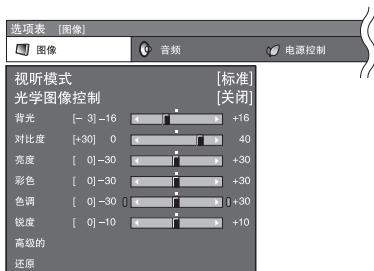 选项表 [图像]
图像 音频 电源控制
视听模式 [标准]
光学图像控制 [关闭]
背光 [– 3] –16 +16
对比度 [+30] 0 40
亮度 [ 0] –30 +30
彩色 [ 0] –30 +30
色调 [ 0] –30 +30
锐度 [ 0] –10 +10
高级的
还原